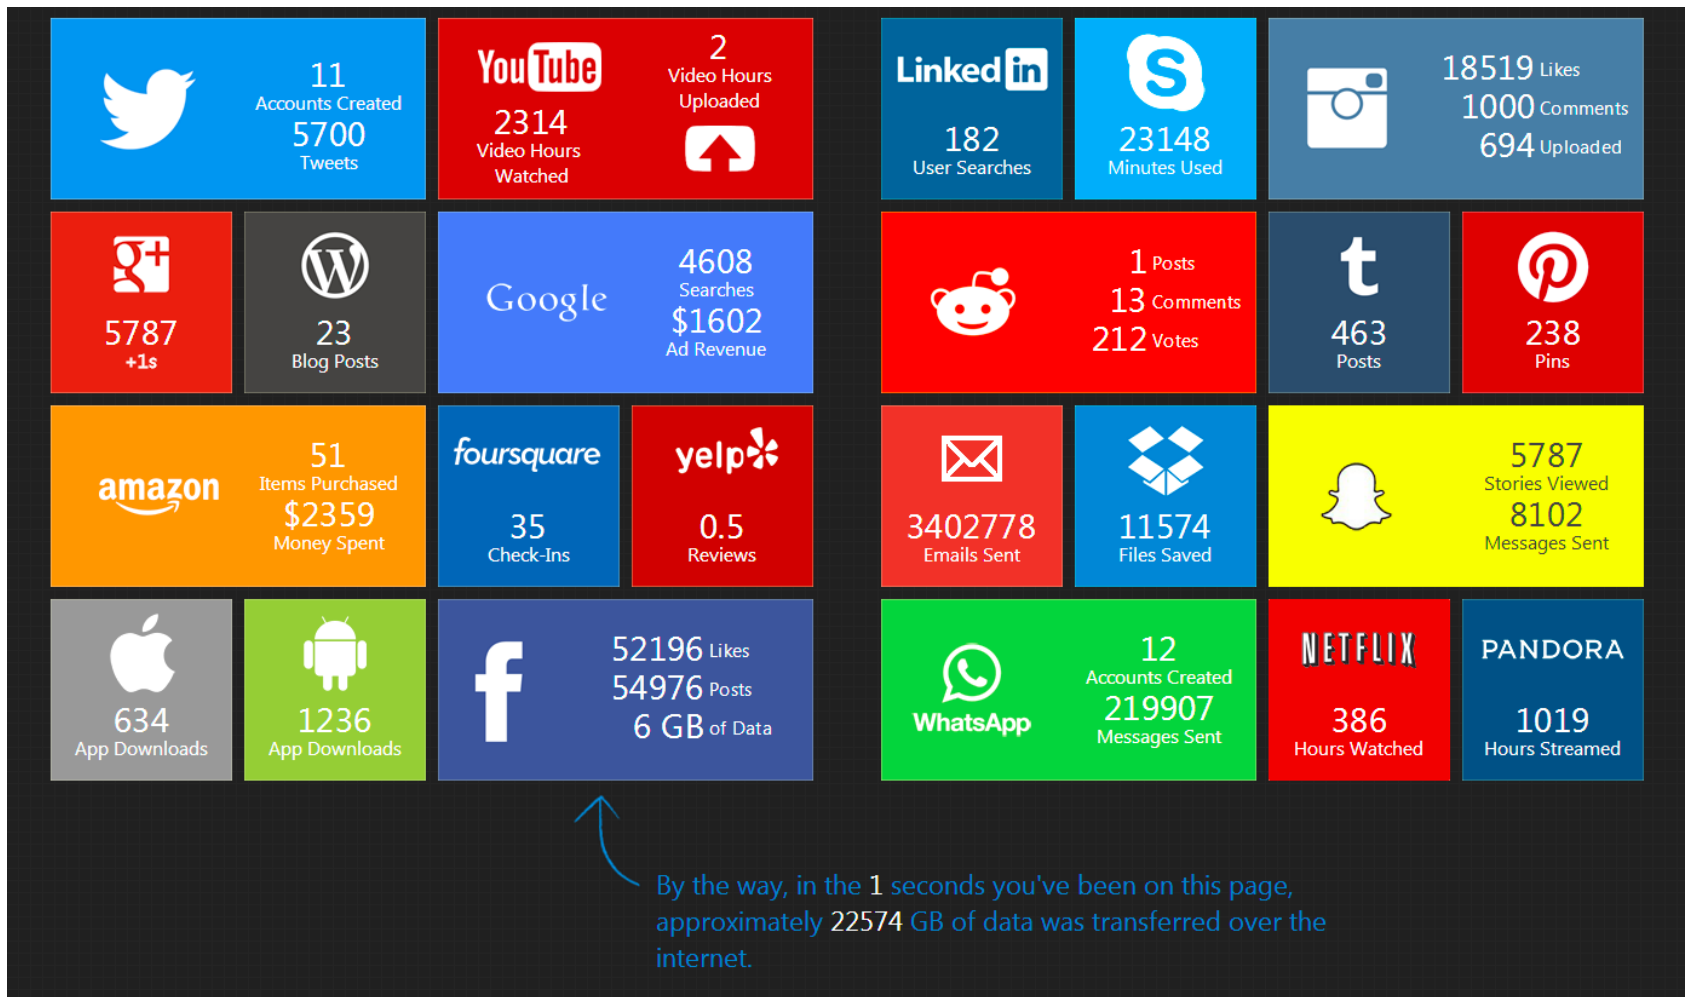 11
Accounts Created
5700
Tweets
YouTube
2314
Video Hours
Watched
2
Video Hours
Uploaded
Linked in
182
User Searches
S
23148
Minutes Used
18519 Likes
1000 Comments
694 Uploaded
g+
5787
+1s
W
23
Blog Posts
Google
4608
Searches
$1602
Ad Revenue
1 Posts
13 Comments
212 Votes
t
463
Posts
P
238
Pins
amazon
51
Items Purchased
$2359
Money Spent
foursquare
35
Check-Ins
yelp
0.5
Reviews
3402778
Emails Sent
11574
Files Saved
5787
Stories Viewed
8102
Messages Sent
634
App Downloads
1236
App Downloads
f
52196 Likes
54976 Posts
6 GB of Data
WhatsApp
12
Accounts Created
219907
Messages Sent
NETFLIX
386
Hours Watched
PANDORA
1019
Hours Streamed
By the way, in the 1 seconds you've been on this page,
approximately 22574 GB of data was transferred over the
internet.